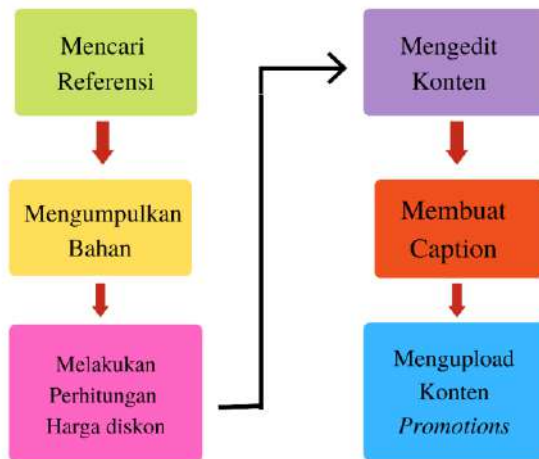 Mencari
Referensi
Mengumpulkan
Bahan
Melakukan
Perhitungan
Harga diskon
Mengedit
Konten
Membuat
Caption
Mengupload
Konten
Promotions